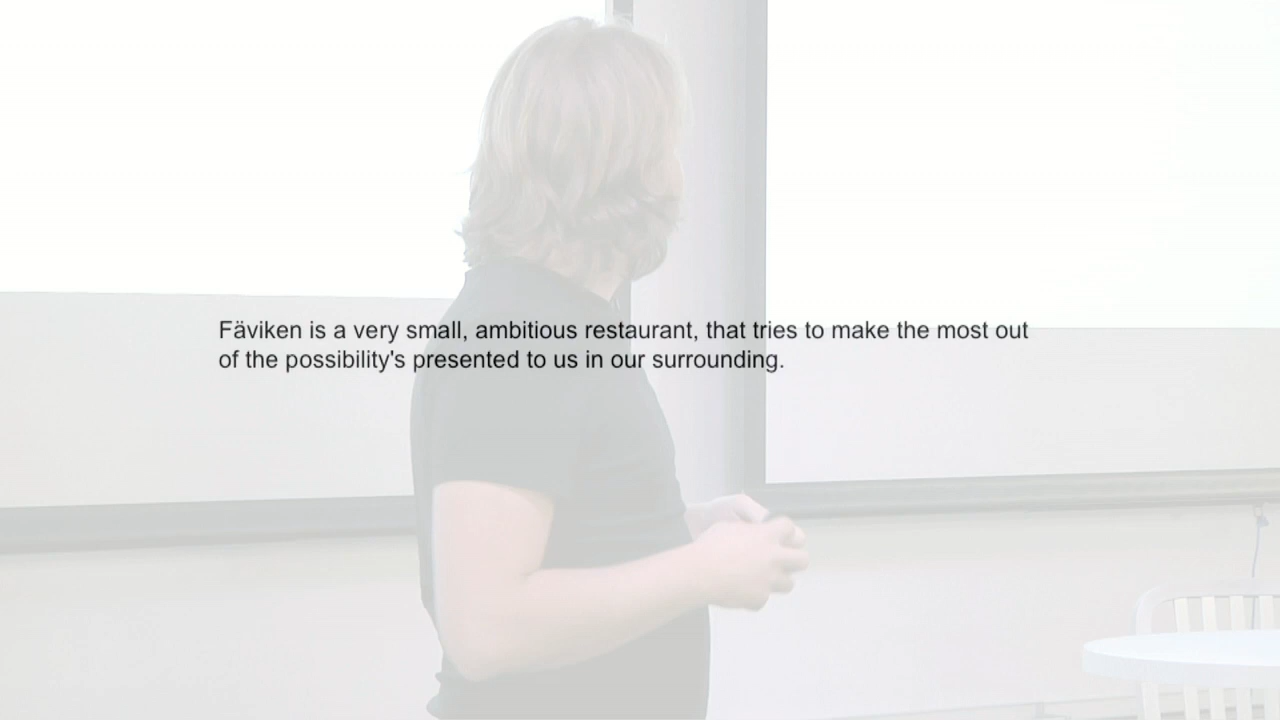 Fäviken is a very small, ambitious restaurant, that tries to make the most out
of the possibility's presented to us in our surrounding.